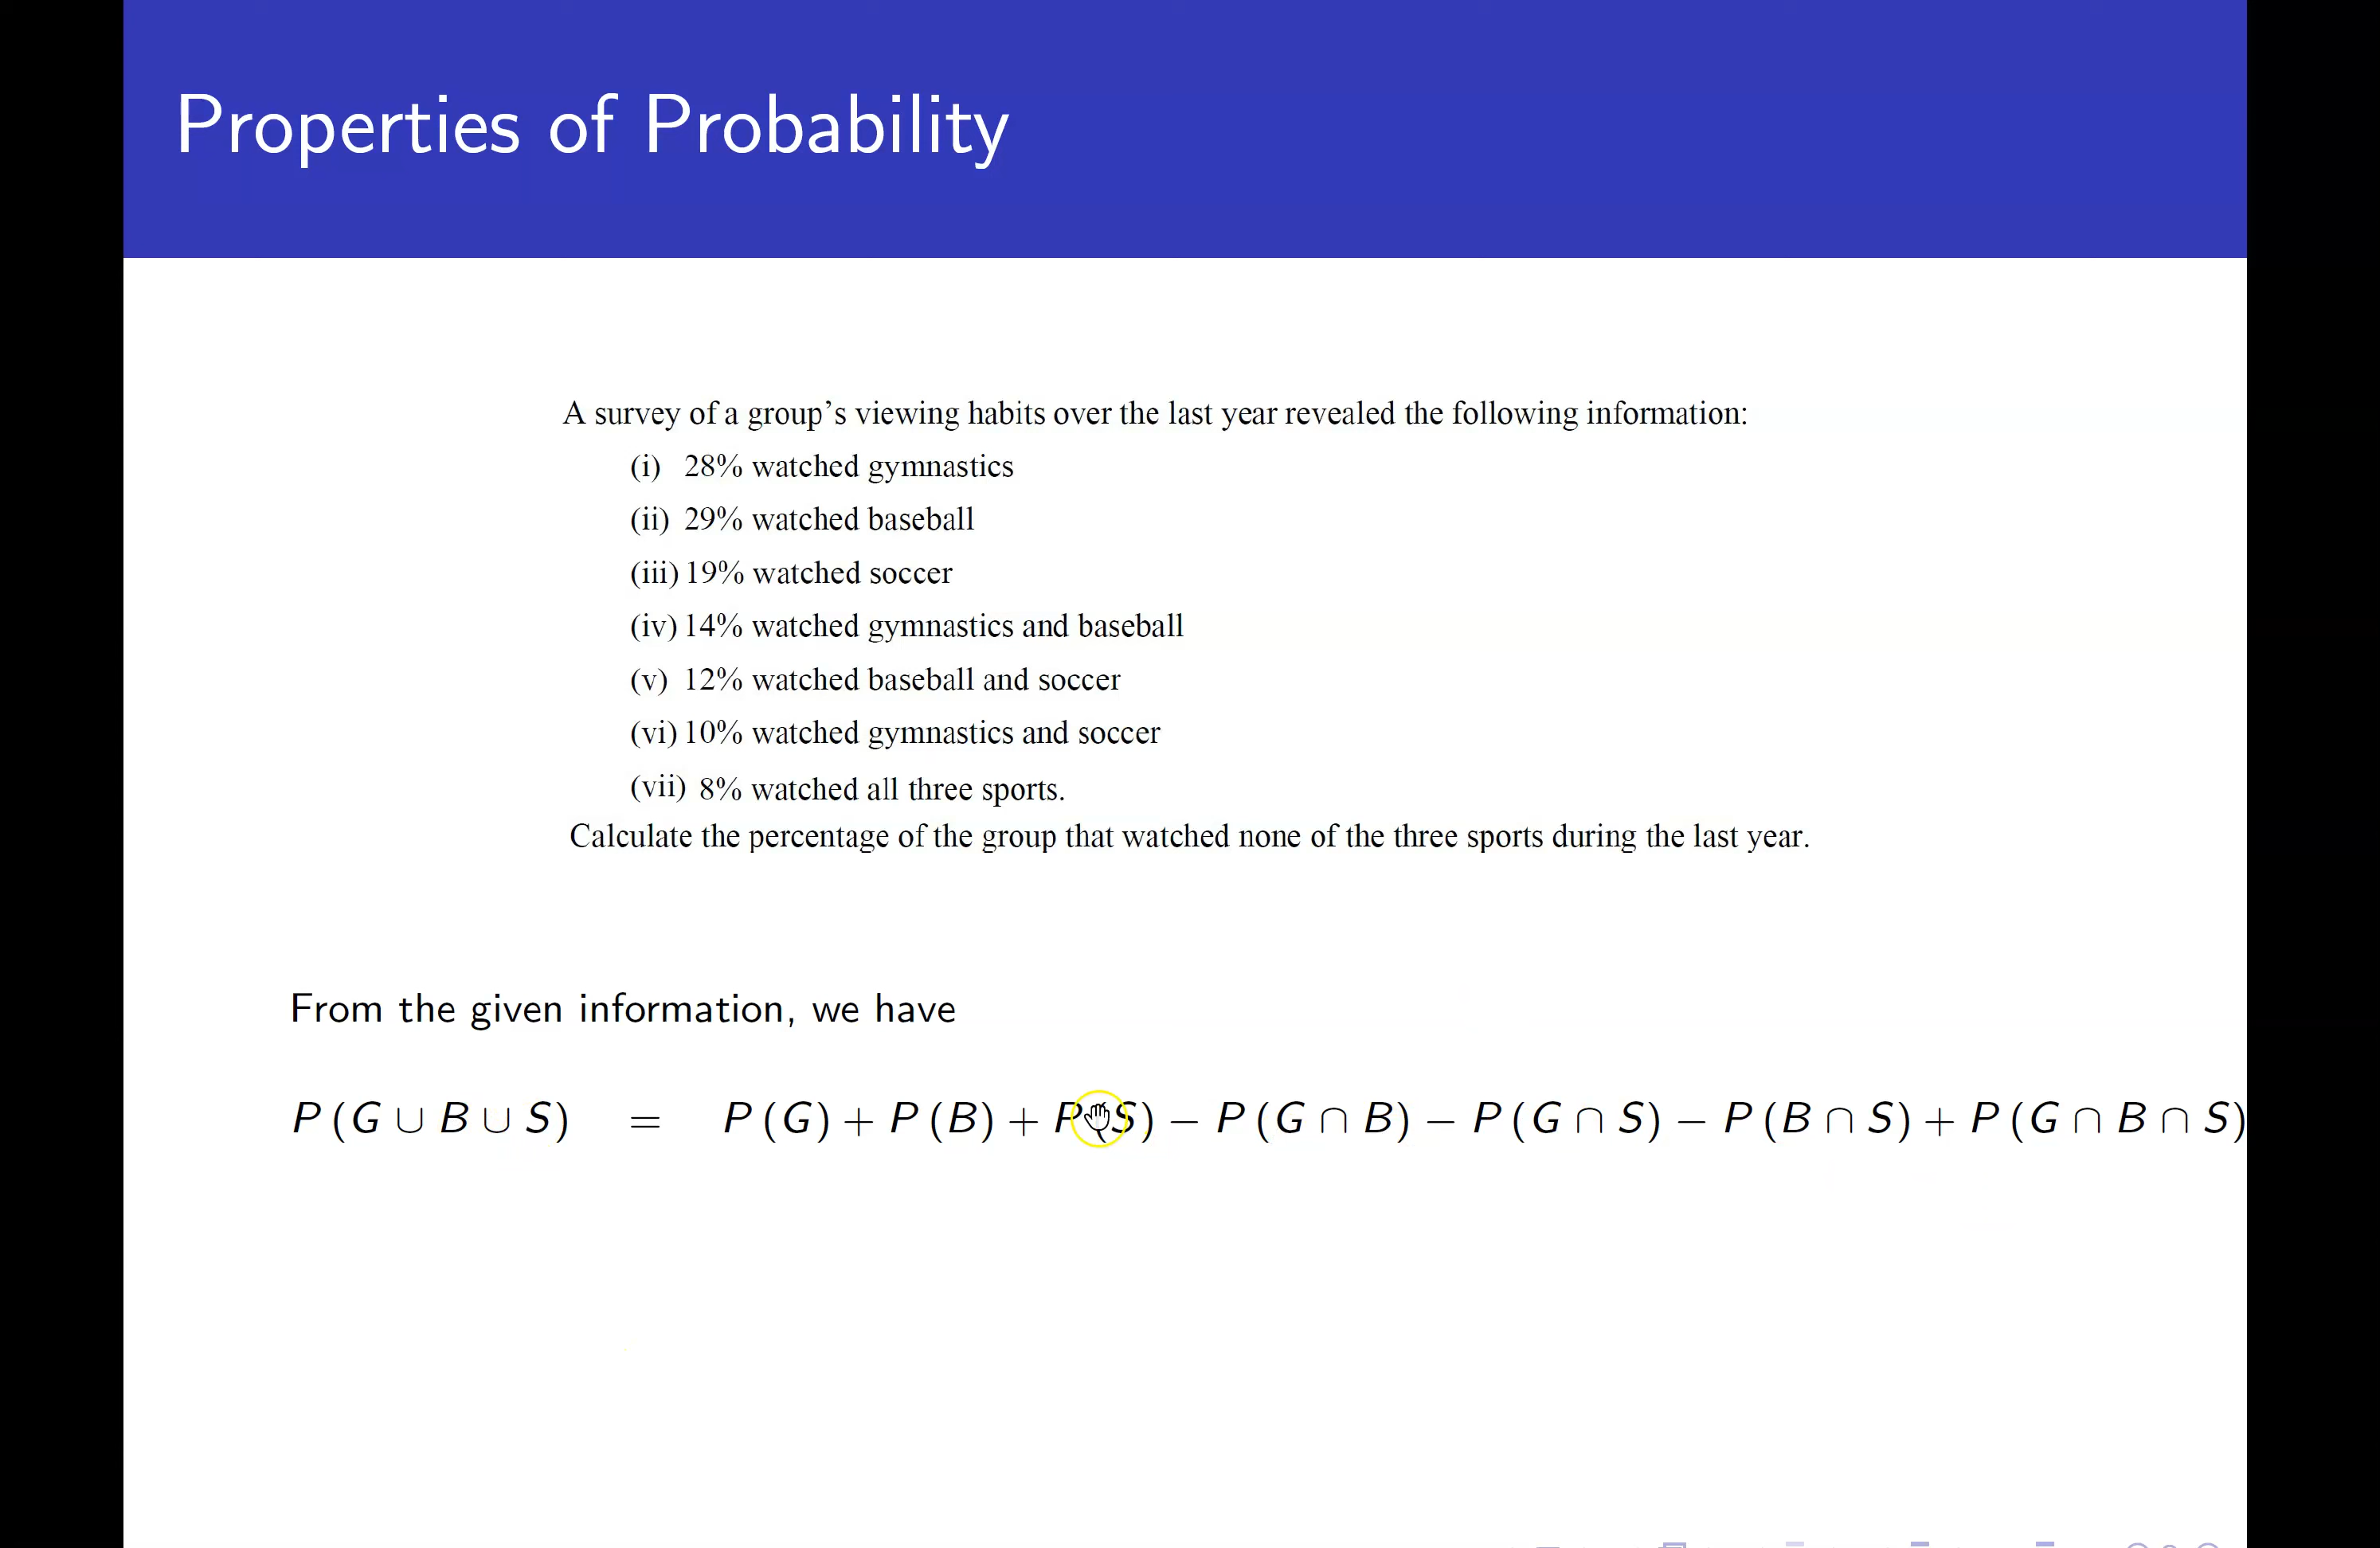 Properties of Probability
A survey of a group's viewing habits over the last year revealed the following information:
(i) 28% watched gymnastics
(ii) 29% watched baseball
(iii) 19% watched soccer
(iv) 14% watched gymnastics and baseball
(v) 12% watched baseball and soccer
(vi) 10% watched gymnastics and soccer
(vii) 8% watched all three sports.
Calculate the percentage of the group that watched none of the three sports during the last year.
From the given information, we have
P (G ∪ B ∪ S) = P (G) + P (B) + P (S) − P (G ∩ B) − P (G ∩ S) − P (B ∩ S) + P (G ∩ B ∩ S)